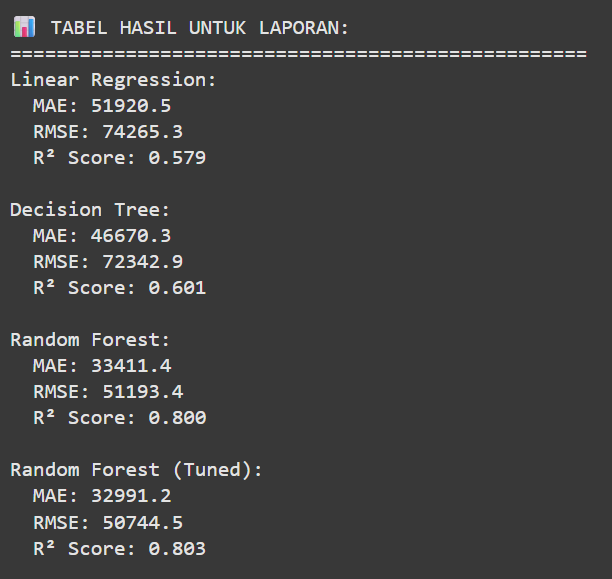 📊 TABEL HASIL UNTUK LAPORAN:
==================================================
Linear Regression:
  MAE: 51920.5
  RMSE: 74265.3
  R² Score: 0.579

Decision Tree:
  MAE: 46670.3
  RMSE: 72342.9
  R² Score: 0.601

Random Forest:
  MAE: 33411.4
  RMSE: 51193.4
  R² Score: 0.800

Random Forest (Tuned):
  MAE: 32991.2
  RMSE: 50744.5
  R² Score: 0.803